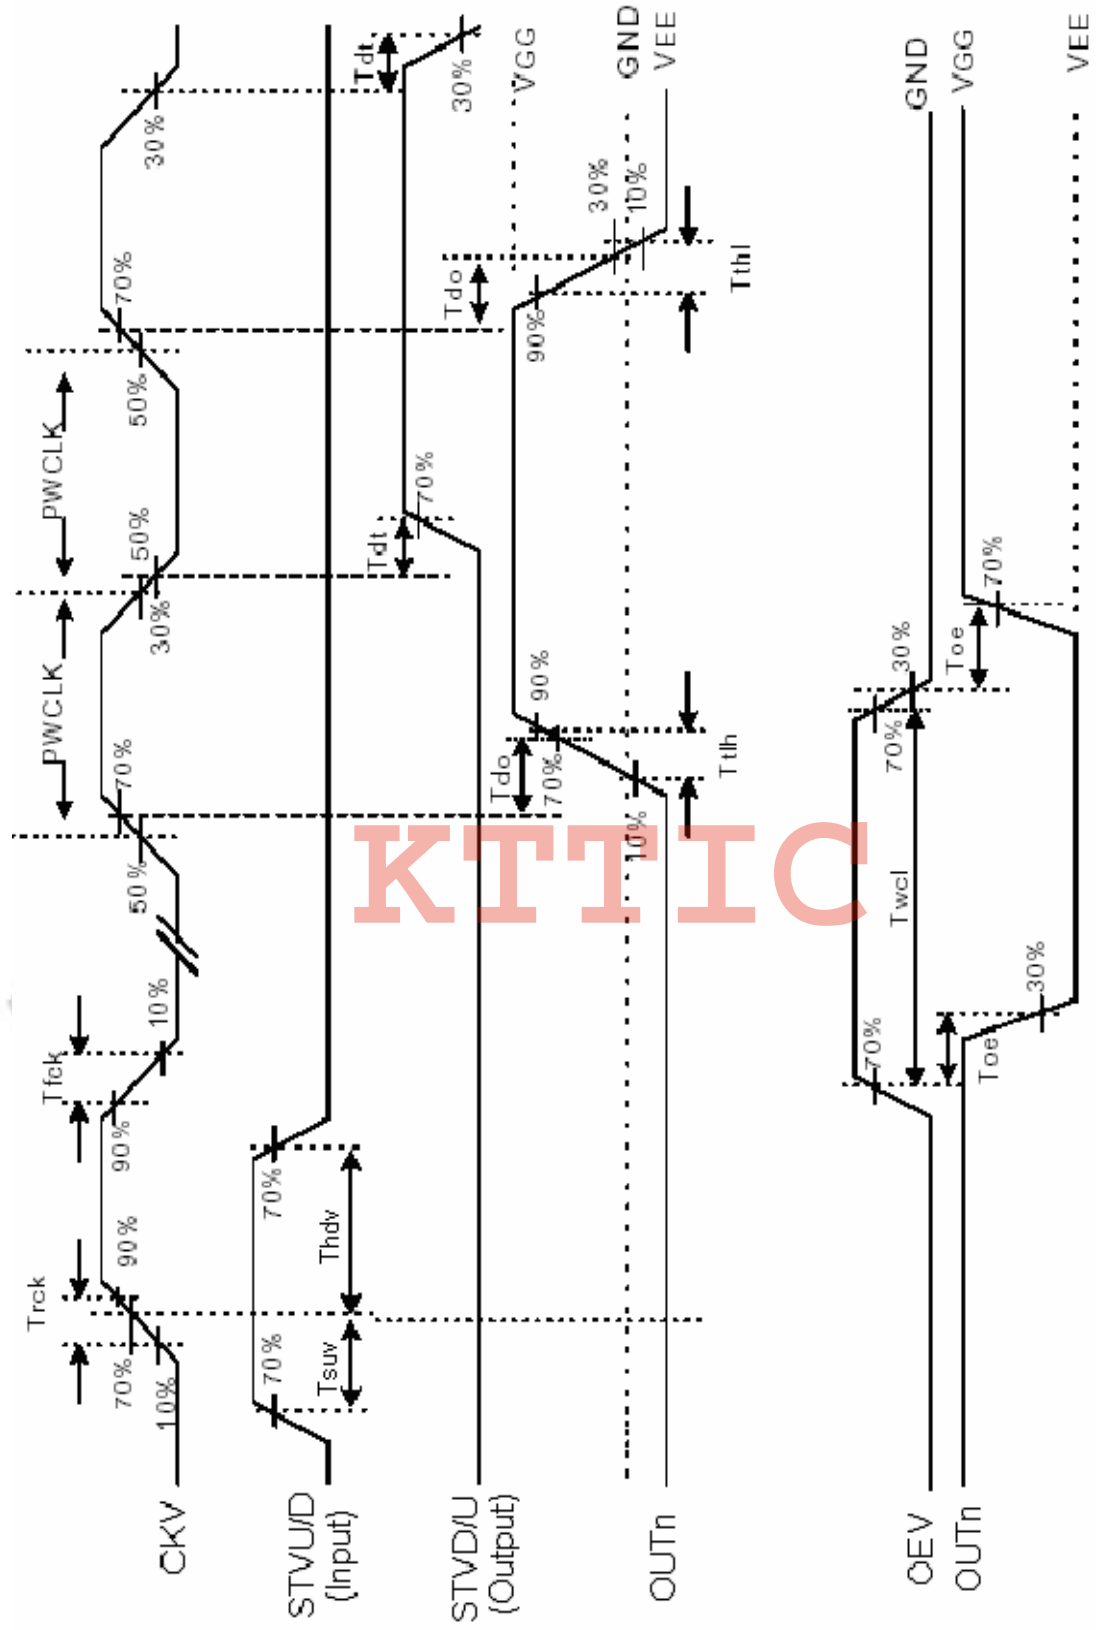 Trck
90%
70%
10%
Tfck
90%
10%
50%
70%
PWCLK
30%
50%
PWCLK
50%
70%
30%
CKV
70%
Tsuv
Thdv
70%
STVU/D
(Input)
Tdt
70%
Tdt
30%
STVD/U
(Output)
Tdo
90%
70%
10%
Ttlh
Tdo
90%
30%
10%
Tthl
VGG
GND
VEE
OUTn
KTTIC
70%
Twcl
70%
30%
GND
OEV
Toe
30%
Toe
70%
VGG
VEE
OUTn